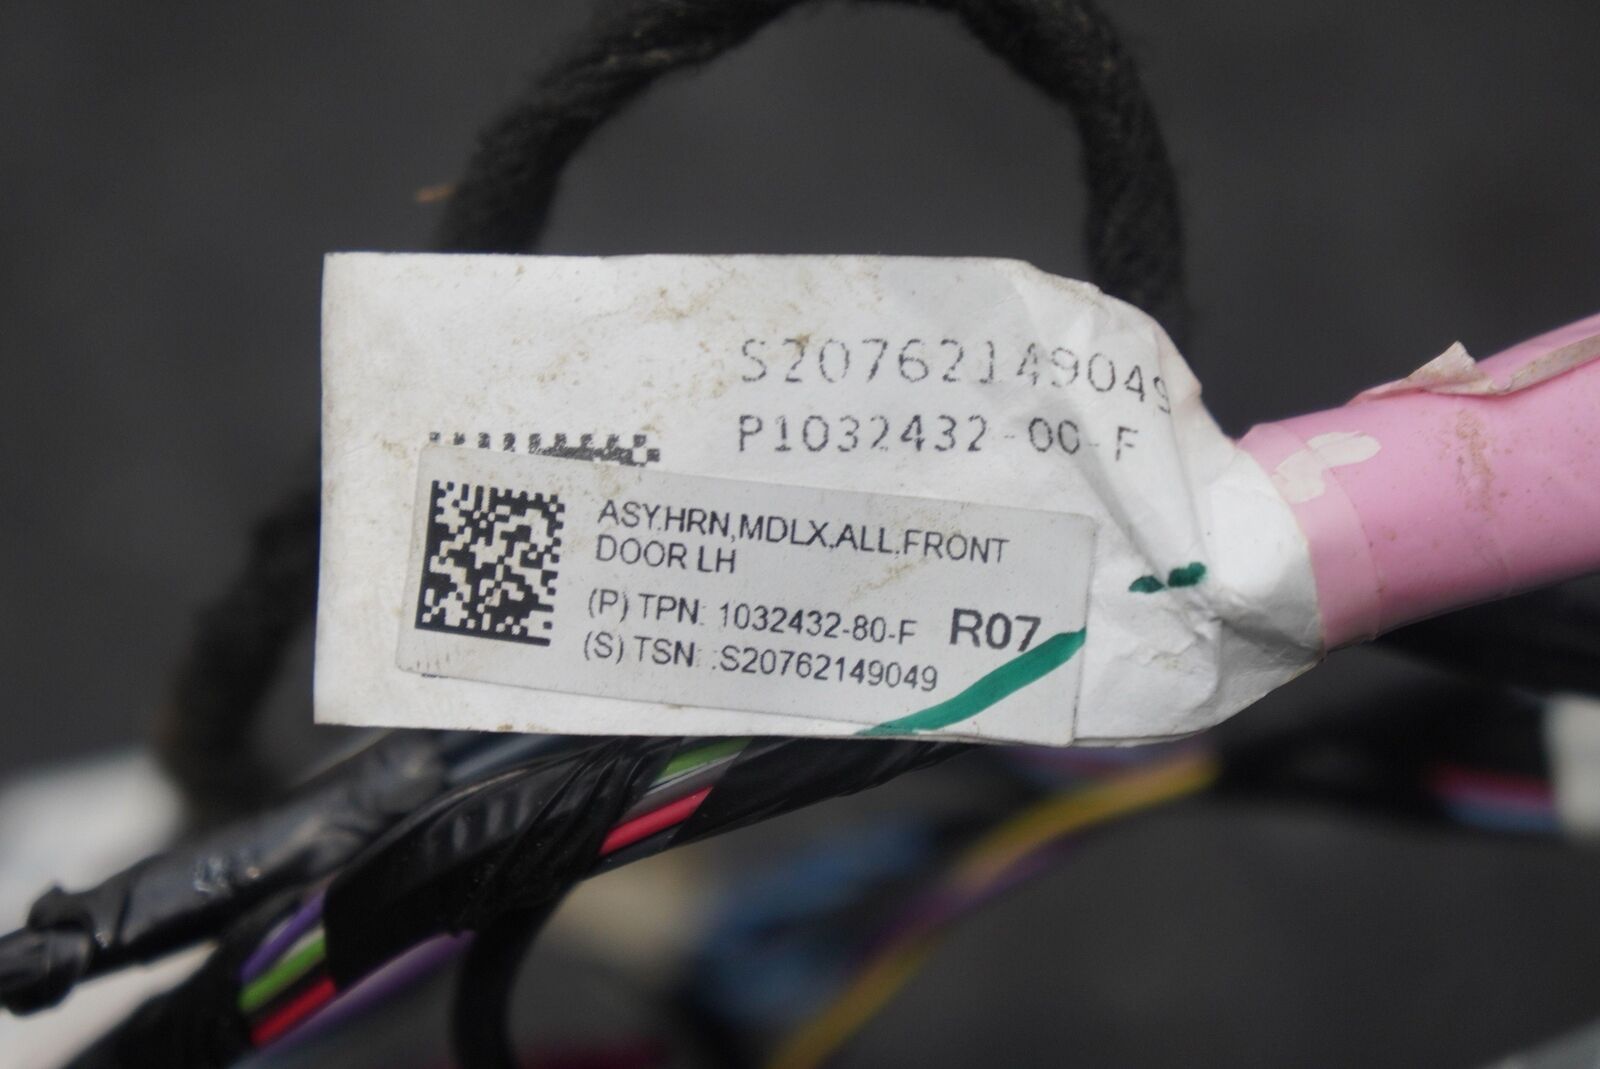 S20762149049
P1032432-00-F
ASY,HRN,MDLX,ALL,FRONT
DOOR LH
(P) TPN: 1032432-80-F R07
(S) TSN: :S20762149049